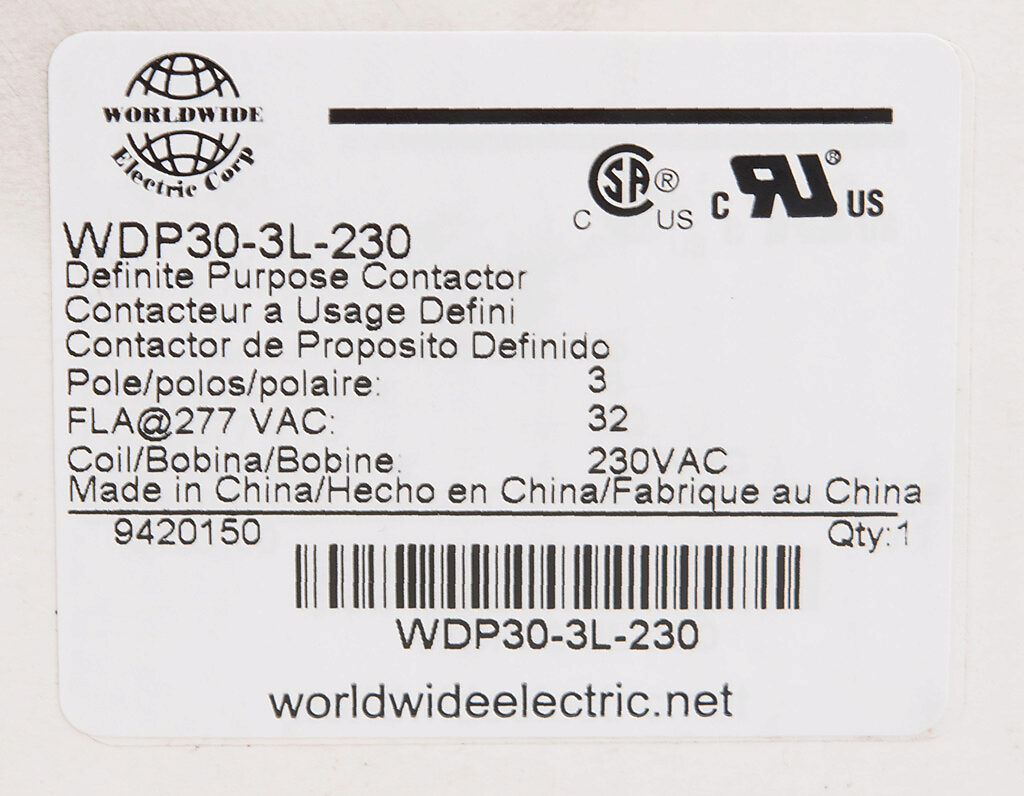 WORLDWIDE
Electric Corp
C SA ® C US
C RU ® US
WDP30-3L-230
Definite Purpose Contactor
Contacteur a Usage Defini
Contactor de Proposito Definido
Pole/polos/polaire: 3
FLA@277 VAC: 32
Coil/Bobina/Bobine: 230VAC
Made in China/Hecho en China/Fabrique au China
9420150 Qty:1
WDP30-3L-230
worldwideelectric.net